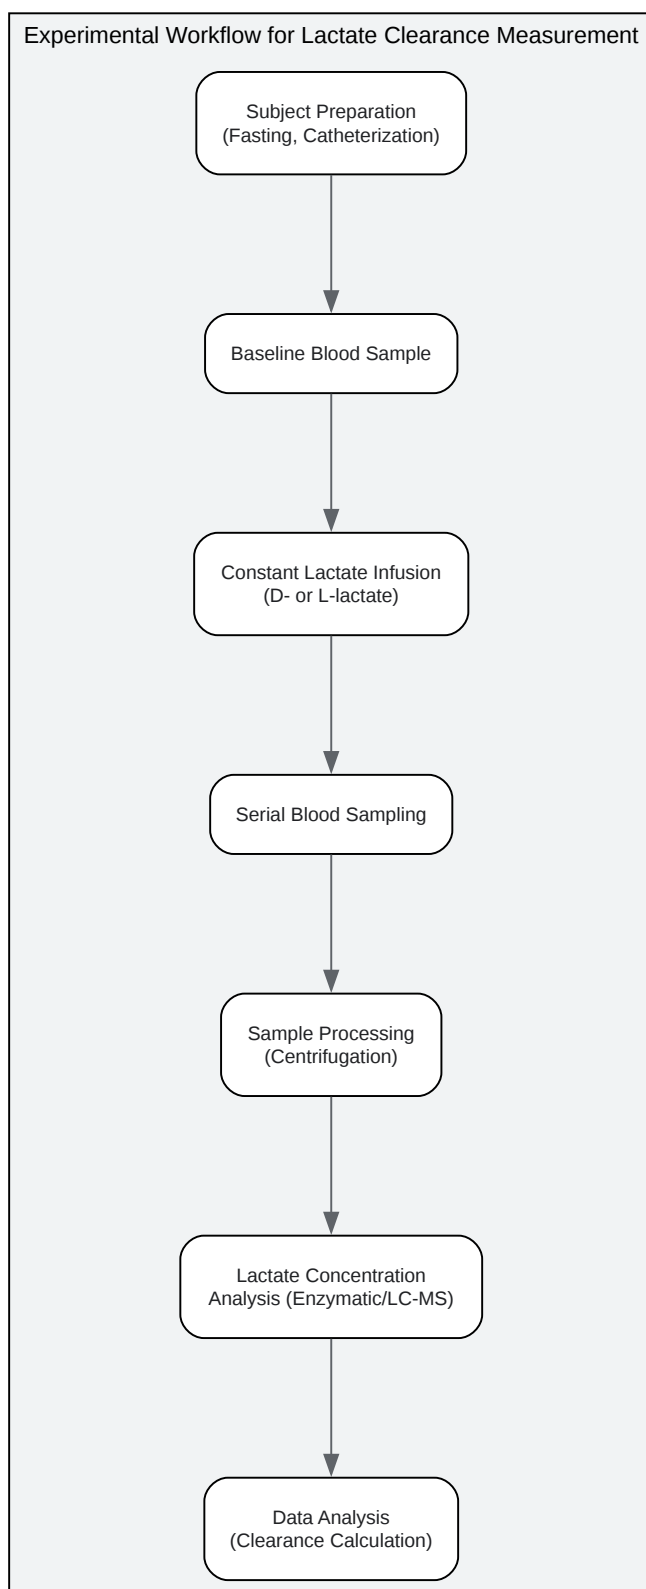 Experimental Workflow for Lactate Clearance Measurement
Subject Preparation
(Fasting, Catheterization)
Baseline Blood Sample
Constant Lactate Infusion
(D- or L-lactate)
Serial Blood Sampling
Sample Processing
(Centrifugation)
Lactate Concentration
Analysis (Enzymatic/LC-MS)
Data Analysis
(Clearance Calculation)